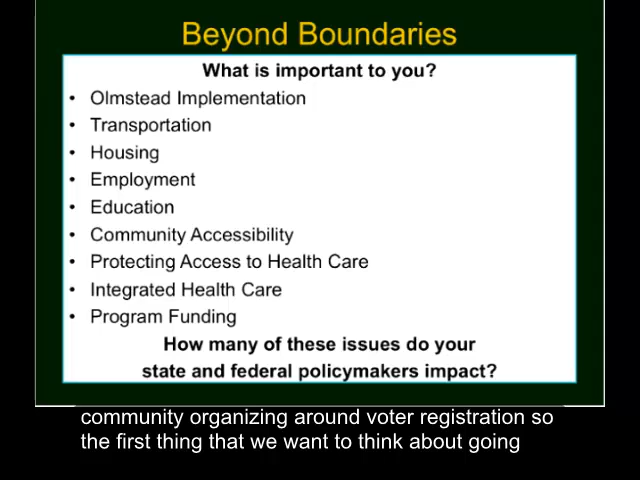 Beyond Boundaries
What is important to you?
• Olmstead Implementation
• Transportation
• Housing
• Employment
• Education
• Community Accessibility
• Protecting Access to Health Care
• Integrated Health Care
• Program Funding
How many of these issues do your
state and federal policymakers impact?
community organizing around voter registration so
the first thing that we want to think about going